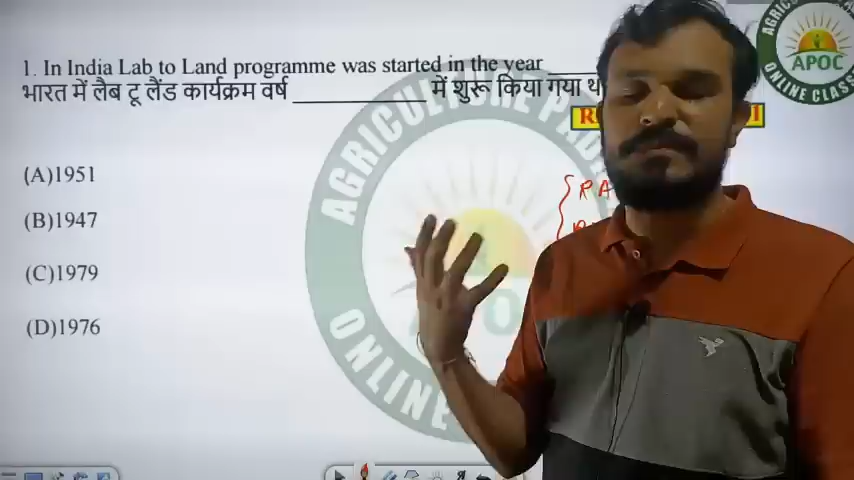 1. In India Lab to Land programme was started in the year
भारत में लैब टू लैंड कार्यक्रम वर्ष ____________ में शुरू किया गया
(A)1951
(B)1947
(C)1979
(D)1976
AGRICULTURE
ONLINE
APOC
ONLINE CLASS